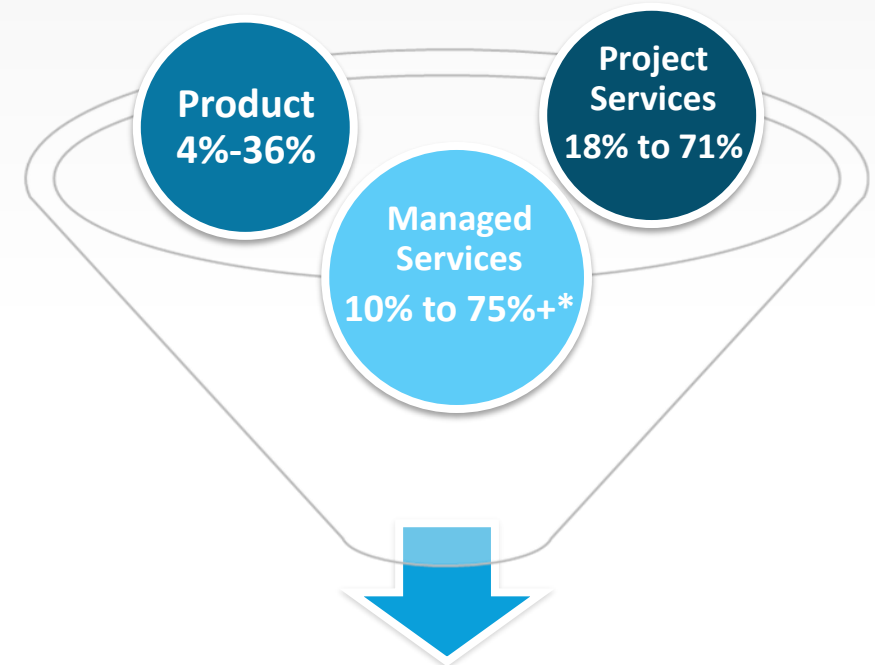 Product
4%-36%
Project
Services
18% to 71%
Managed
Services
10% to 75%+*